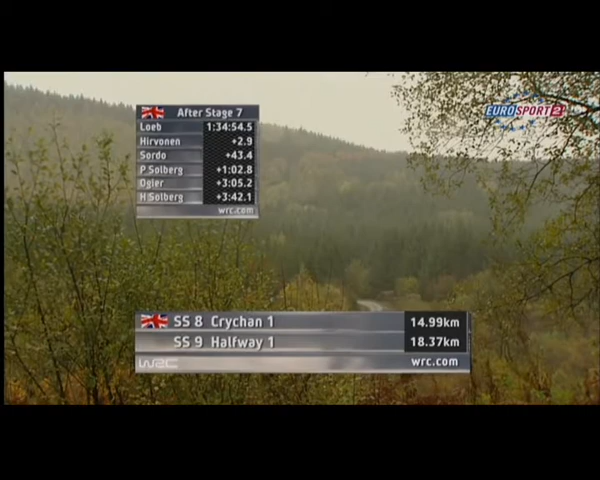 After Stage 7
Loeb 1:34:54.5
Hirvonen +2.9
Sordo +43.4
P Solberg +1:02.8
Ogier +3:05.2
H Solberg +3:42.1
wrc.com
EUROSPORT 2
SS 8 Crychan 1 14.99km
SS 9 Halfway 1 18.37km
WRC wrc.com